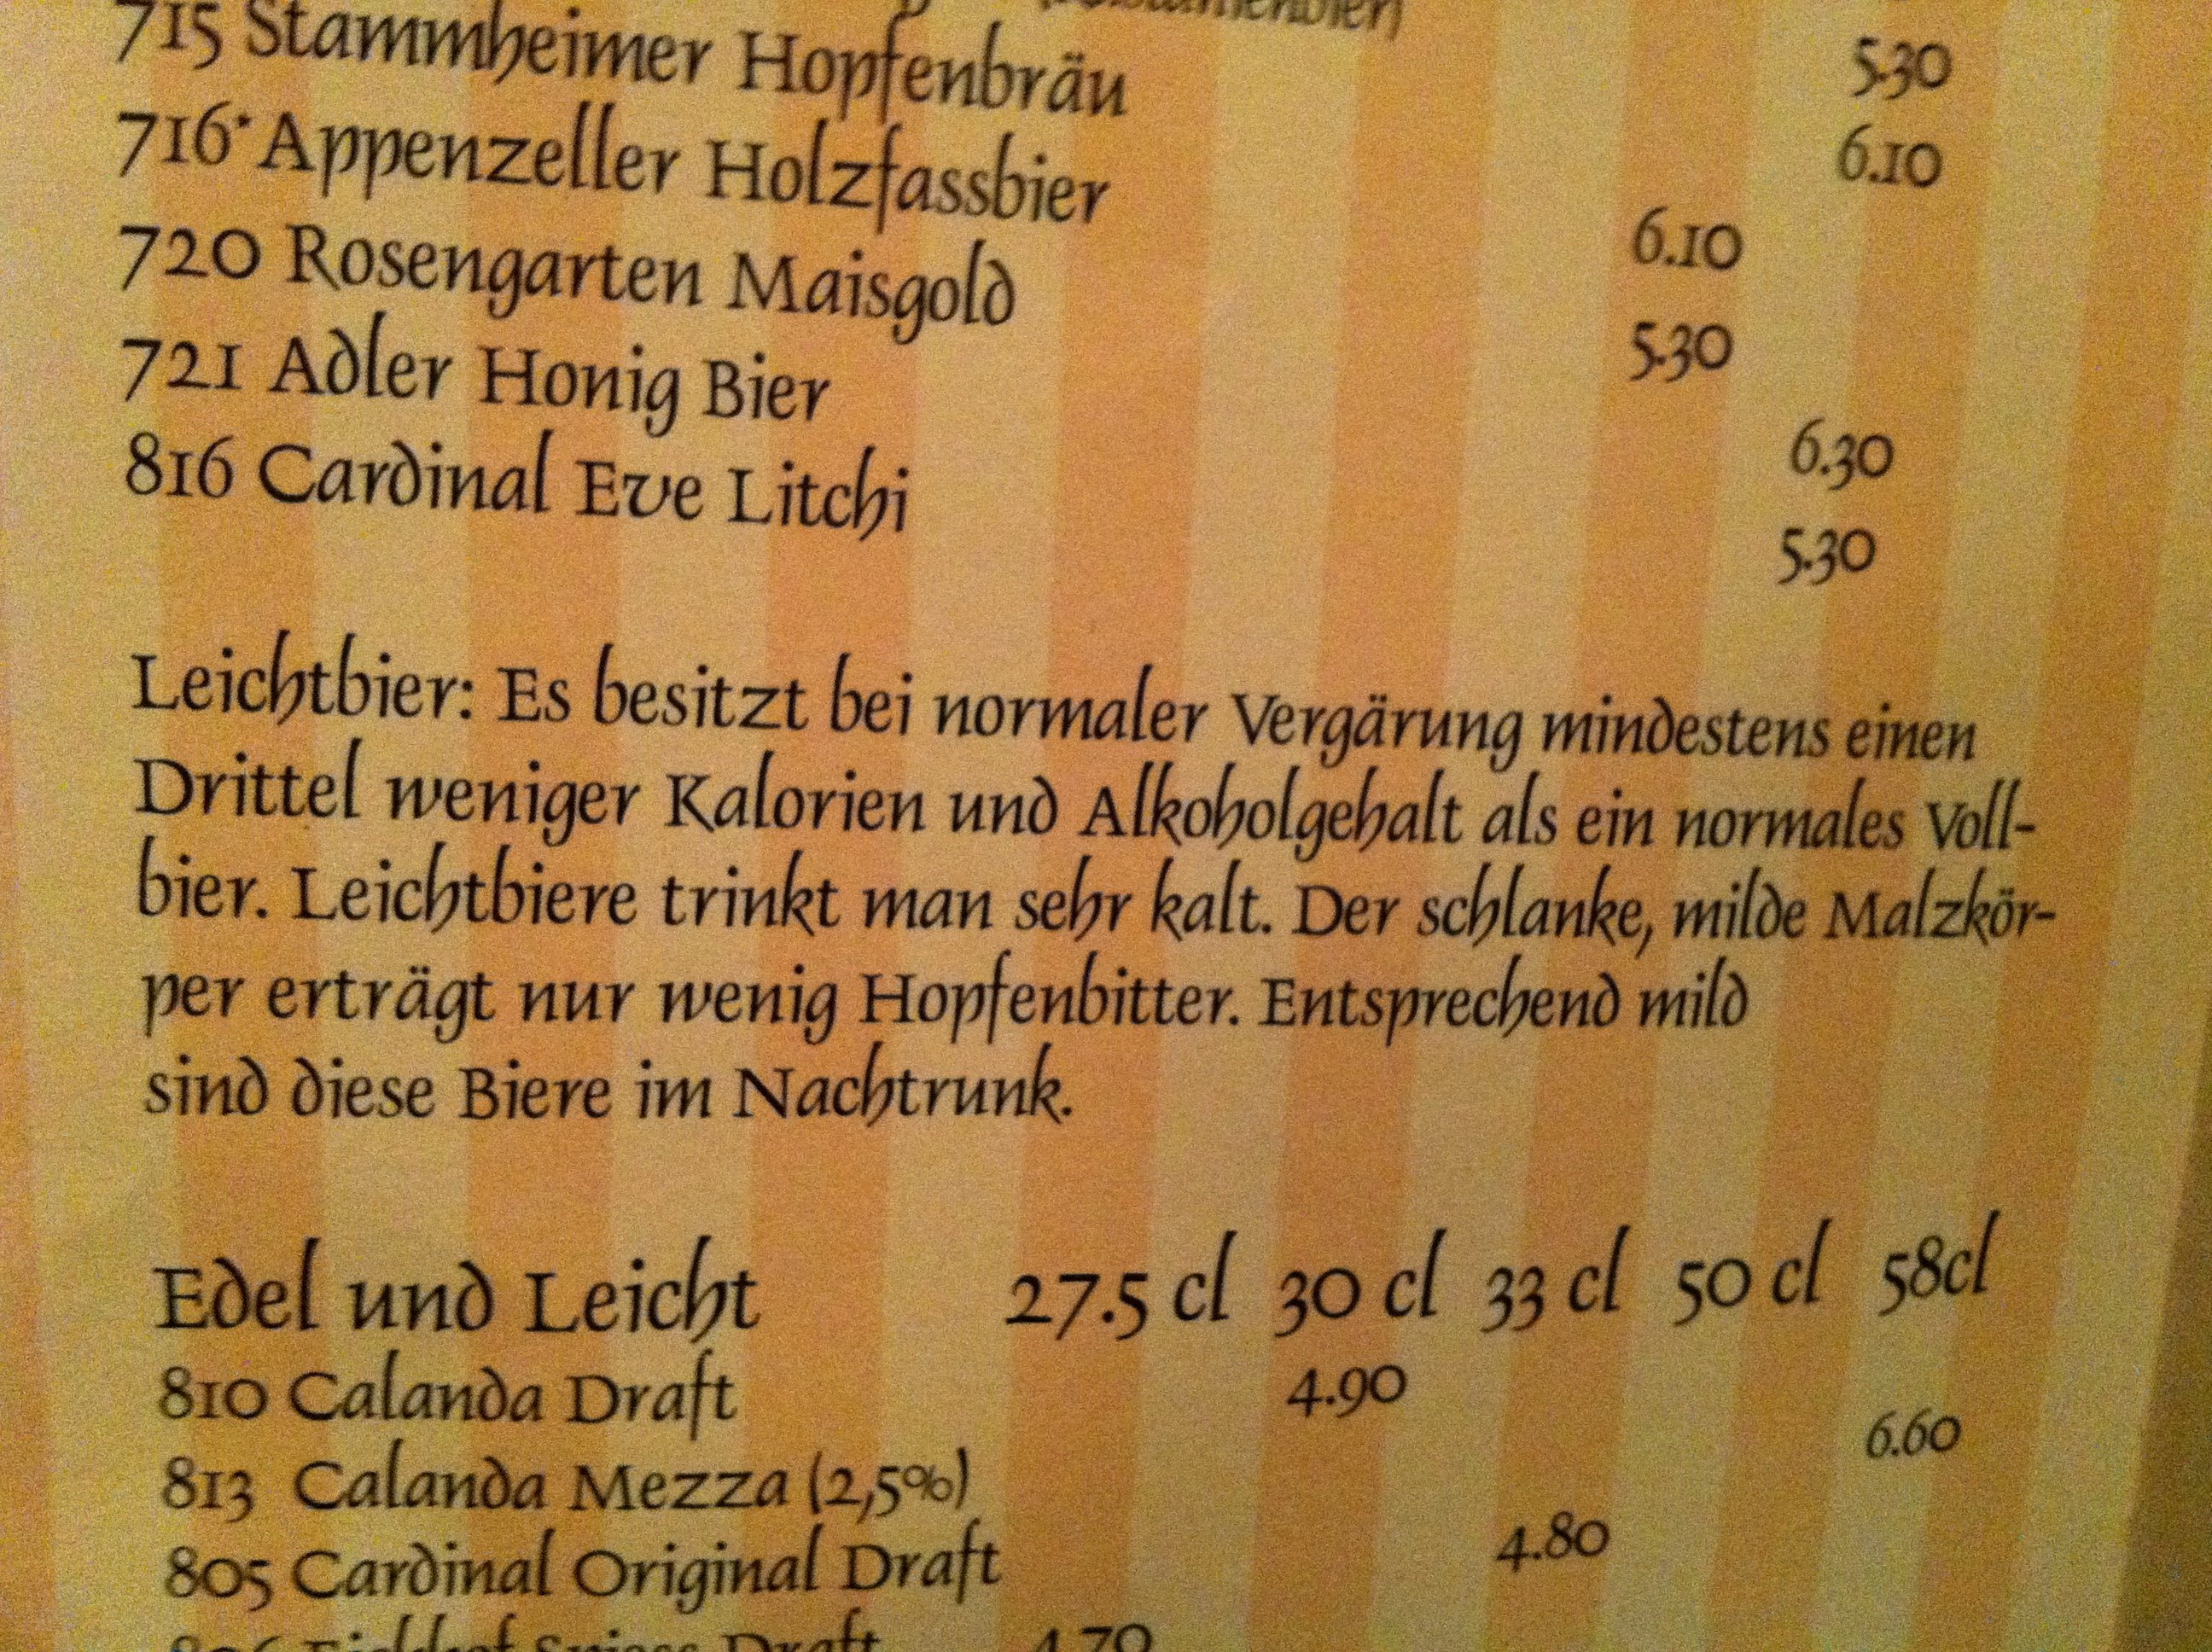 5.30
715 Stammheimer Hopfenbräu 6.10
716* Appenzeller Holzfassbier 6.10
720 Rosengarten Maisgold 5.30
721 Adler Honig Bier 6.30
816 Cardinal Eve Litchi 5.30
Leichtbier: Es besitzt bei normaler Vergärung mindestens einen
Drittel weniger Kalorien und Alkoholgehalt als ein normales Voll-
bier. Leichtbiere trinkt man sehr kalt. Der schlanke, milde Malzkör-
per erträgt nur wenig Hopfenbitter. Entsprechend mild
sind diese Biere im Nachtrunk.
Edel und Leicht 27.5 cl 30 cl 33 cl 50 cl 58cl
810 Calanda Draft 4.90
813 Calanda Mezza (2,5%) 6.60
805 Cardinal Original Draft 4.80
Draft 4.70